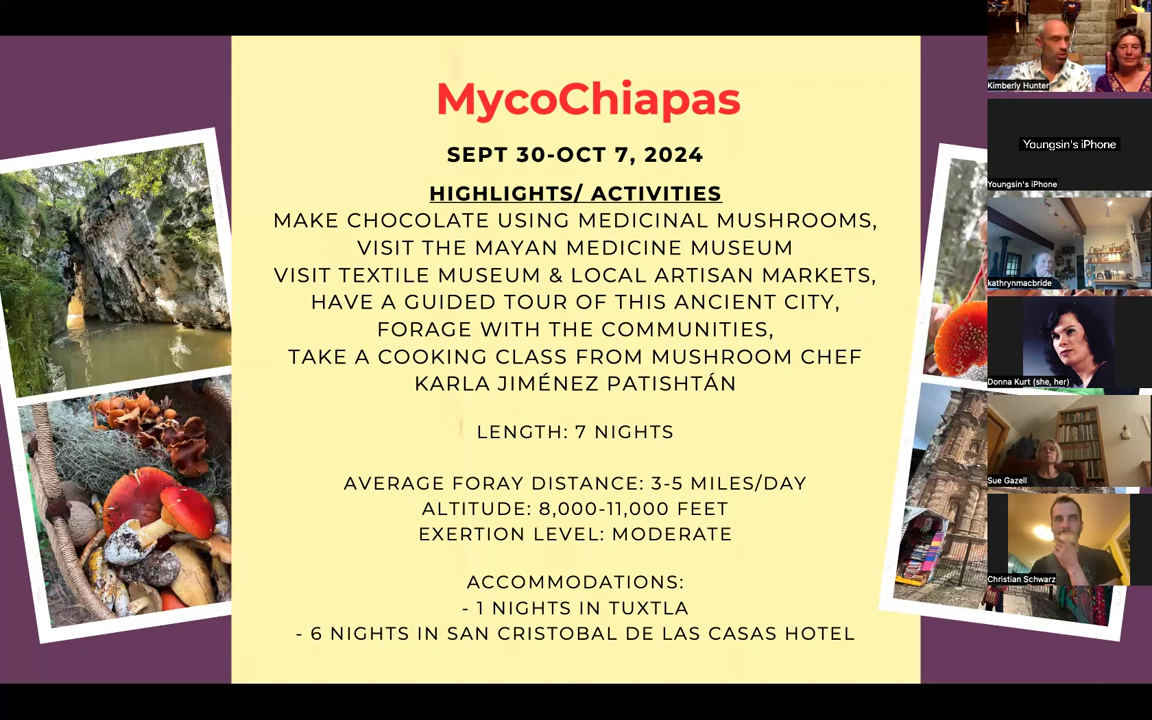 MycoChiapas
SEPT 30-OCT 7, 2024
HIGHLIGHTS/ ACTIVITIES
MAKE CHOCOLATE USING MEDICINAL MUSHROOMS,
VISIT THE MAYAN MEDICINE MUSEUM
VISIT TEXTILE MUSEUM & LOCAL ARTISAN MARKETS,
HAVE A GUIDED TOUR OF THIS ANCIENT CITY,
FORAGE WITH THE COMMUNITIES,
TAKE A COOKING CLASS FROM MUSHROOM CHEF
KARLA JIMÉNEZ PATISHTÁN
LENGTH: 7 NIGHTS
AVERAGE FORAY DISTANCE: 3-5 MILES/DAY
ALTITUDE: 8,000-11,000 FEET
EXERTION LEVEL: MODERATE
ACCOMMODATIONS:
- 1 NIGHTS IN TUXTLA
- 6 NIGHTS IN SAN CRISTOBAL DE LAS CASAS HOTEL
Kimberly Hunter
Youngsin's iPhone
Youngsin's iPhone
kathrynmacbride
Donna Kurt (she, her)
Sue Gazell
Christian Schwarz